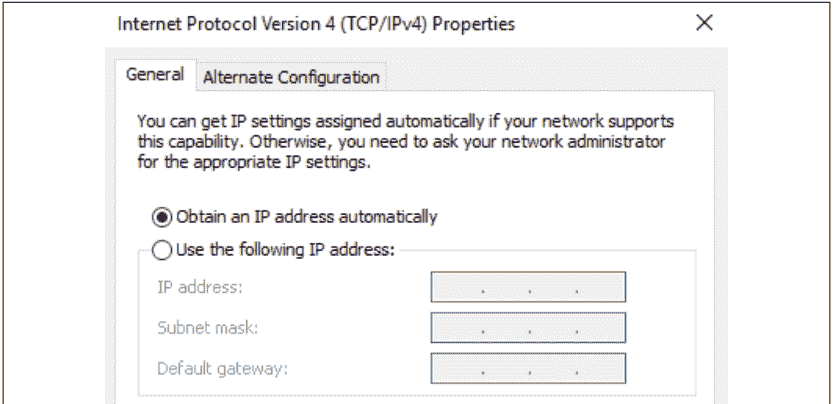 Internet Protocol Version 4 (TCP/IPv4) Properties
General
Alternate Configuration
You can get IP settings assigned automatically if your network supports
this capability. Otherwise, you need to ask your network administrator
for the appropriate IP settings.
Obtain an IP address automatically
Use the following IP address:
IP address:
Subnet mask:
Default gateway: